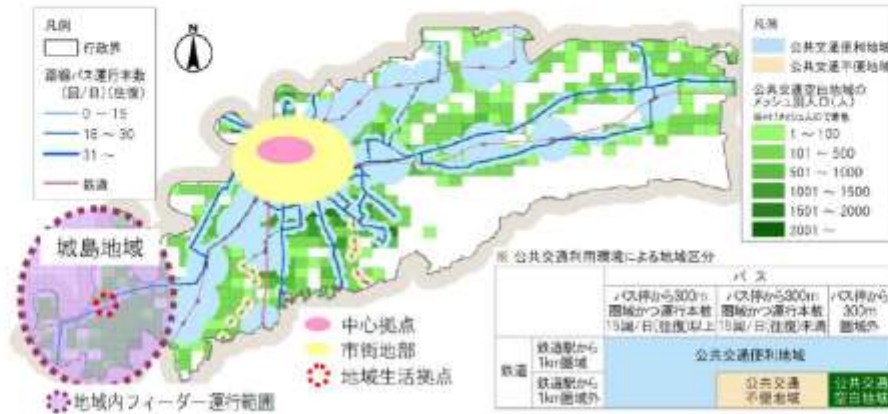 凡例
行政界
路線バス運行本数
(回/日)(往復)
0 ～ 15
16 ～ 30
31 ～
鉄道
N
城島地域
地域内フィーダー運行範囲
中心拠点
市街地部
地域生活拠点
凡例
公共交通便利地域
公共交通不便地域
公共交通空白地域の
メッシュ別人口(人)
1 ～ 100
101 ～ 500
501 ～ 1000
1001 ～ 1500
1501 ～ 2000
2001 ～
※ 公共交通利用環境による地域区分
バス
バス停から300m
圏域かつ運行本数
15回/日(往復)以上
バス停から300m
圏域かつ運行本数
15回/日(往復)未満
バス停から
300m
圏域外
鉄道
鉄道駅から
1km圏域
公共交通便利地域
鉄道駅から
1km圏域外
公共交通
不便地域
公共交通
空白地域